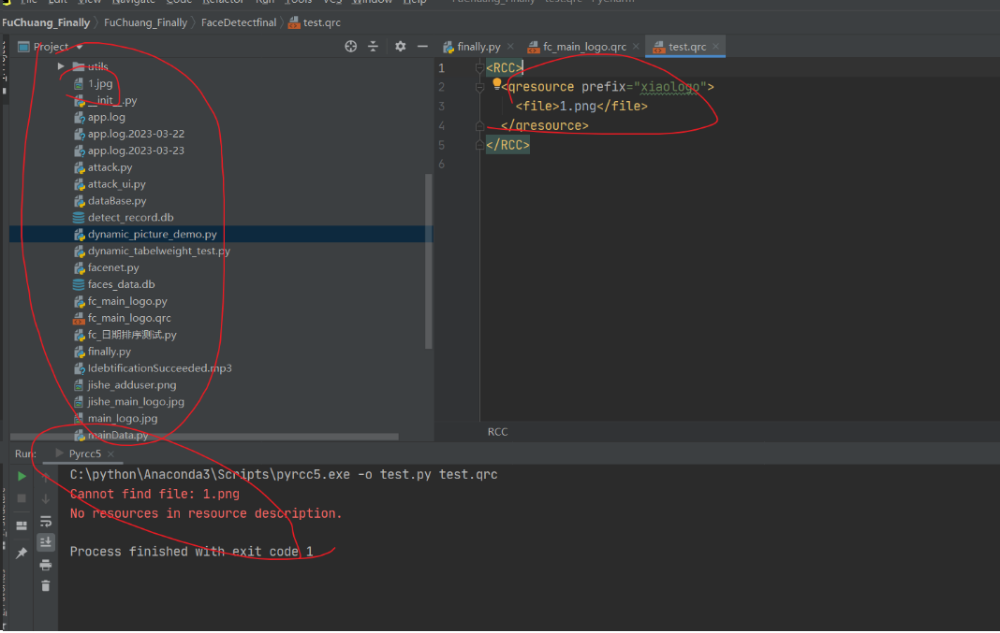 File Edit View Navigate Code Refactor Run Tools VCS Window Help FuChuang_Finally - test.qrc - PyCharm
FuChuang_Finally FuChuang_Finally FaceDetectfinal test.qrc
Project
finally.py fc_main_logo.qrc test.qrc
utils
1.jpg
__init__.py
app.log
app.log.2023-03-22
app.log.2023-03-23
attack.py
attack_ui.py
dataBase.py
detect_record.db
dynamic_picture_demo.py
dynamic_tabelweight_test.py
facenet.py
faces_data.db
fc_main_logo.py
fc_main_logo.qrc
fc_日期排序测试.py
finally.py
IdebtificationSucceeded.mp3
jishe_adduser.png
jishe_main_logo.jpg
main_logo.jpg
mainData.py
1 <RCC>
2 <qresource prefix="xiaologo">
3 <file>1.png</file>
4 </qresource>
5 </RCC>
6
RCC
Run: Pyrcc5
C:\python\Anaconda3\Scripts\pyrcc5.exe -o test.py test.qrc
Cannot find file: 1.png
No resources in resource description.
Process finished with exit code 1